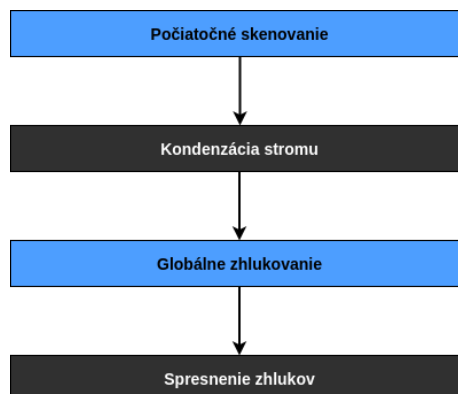 Počiatočné skenovanie
Kondenzácia stromu
Globálne zhlukovanie
Spresnenie zhlukov